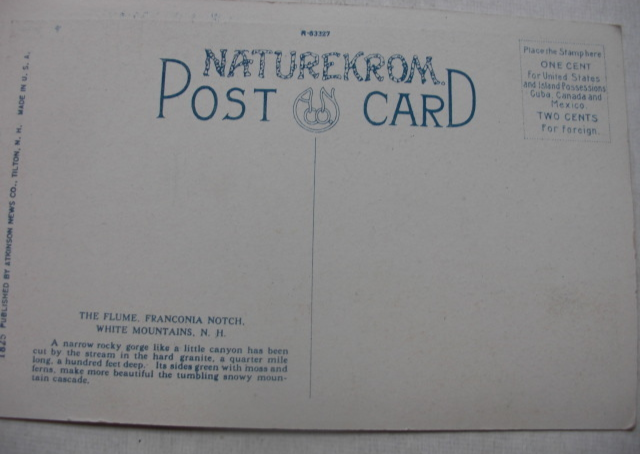 R-63327
NATUREKROM
POST CARD
Place the Stamp here
ONE CENT
For United States
and Island Possessions
Cuba, Canada and
Mexico.
TWO CENTS
For foreign.
1825 PUBLISHED BY ATKINSON NEWS CO., TILTON, N. H. MADE IN U. S. A.
THE FLUME, FRANCONIA NOTCH,
WHITE MOUNTAINS, N. H.
A narrow rocky gorge like a little canyon has been
cut by the stream in the hard granite, a quarter mile
long, a hundred feet deep. Its sides green with moss and
ferns, make more beautiful the tumbling snowy moun-
tain cascade.